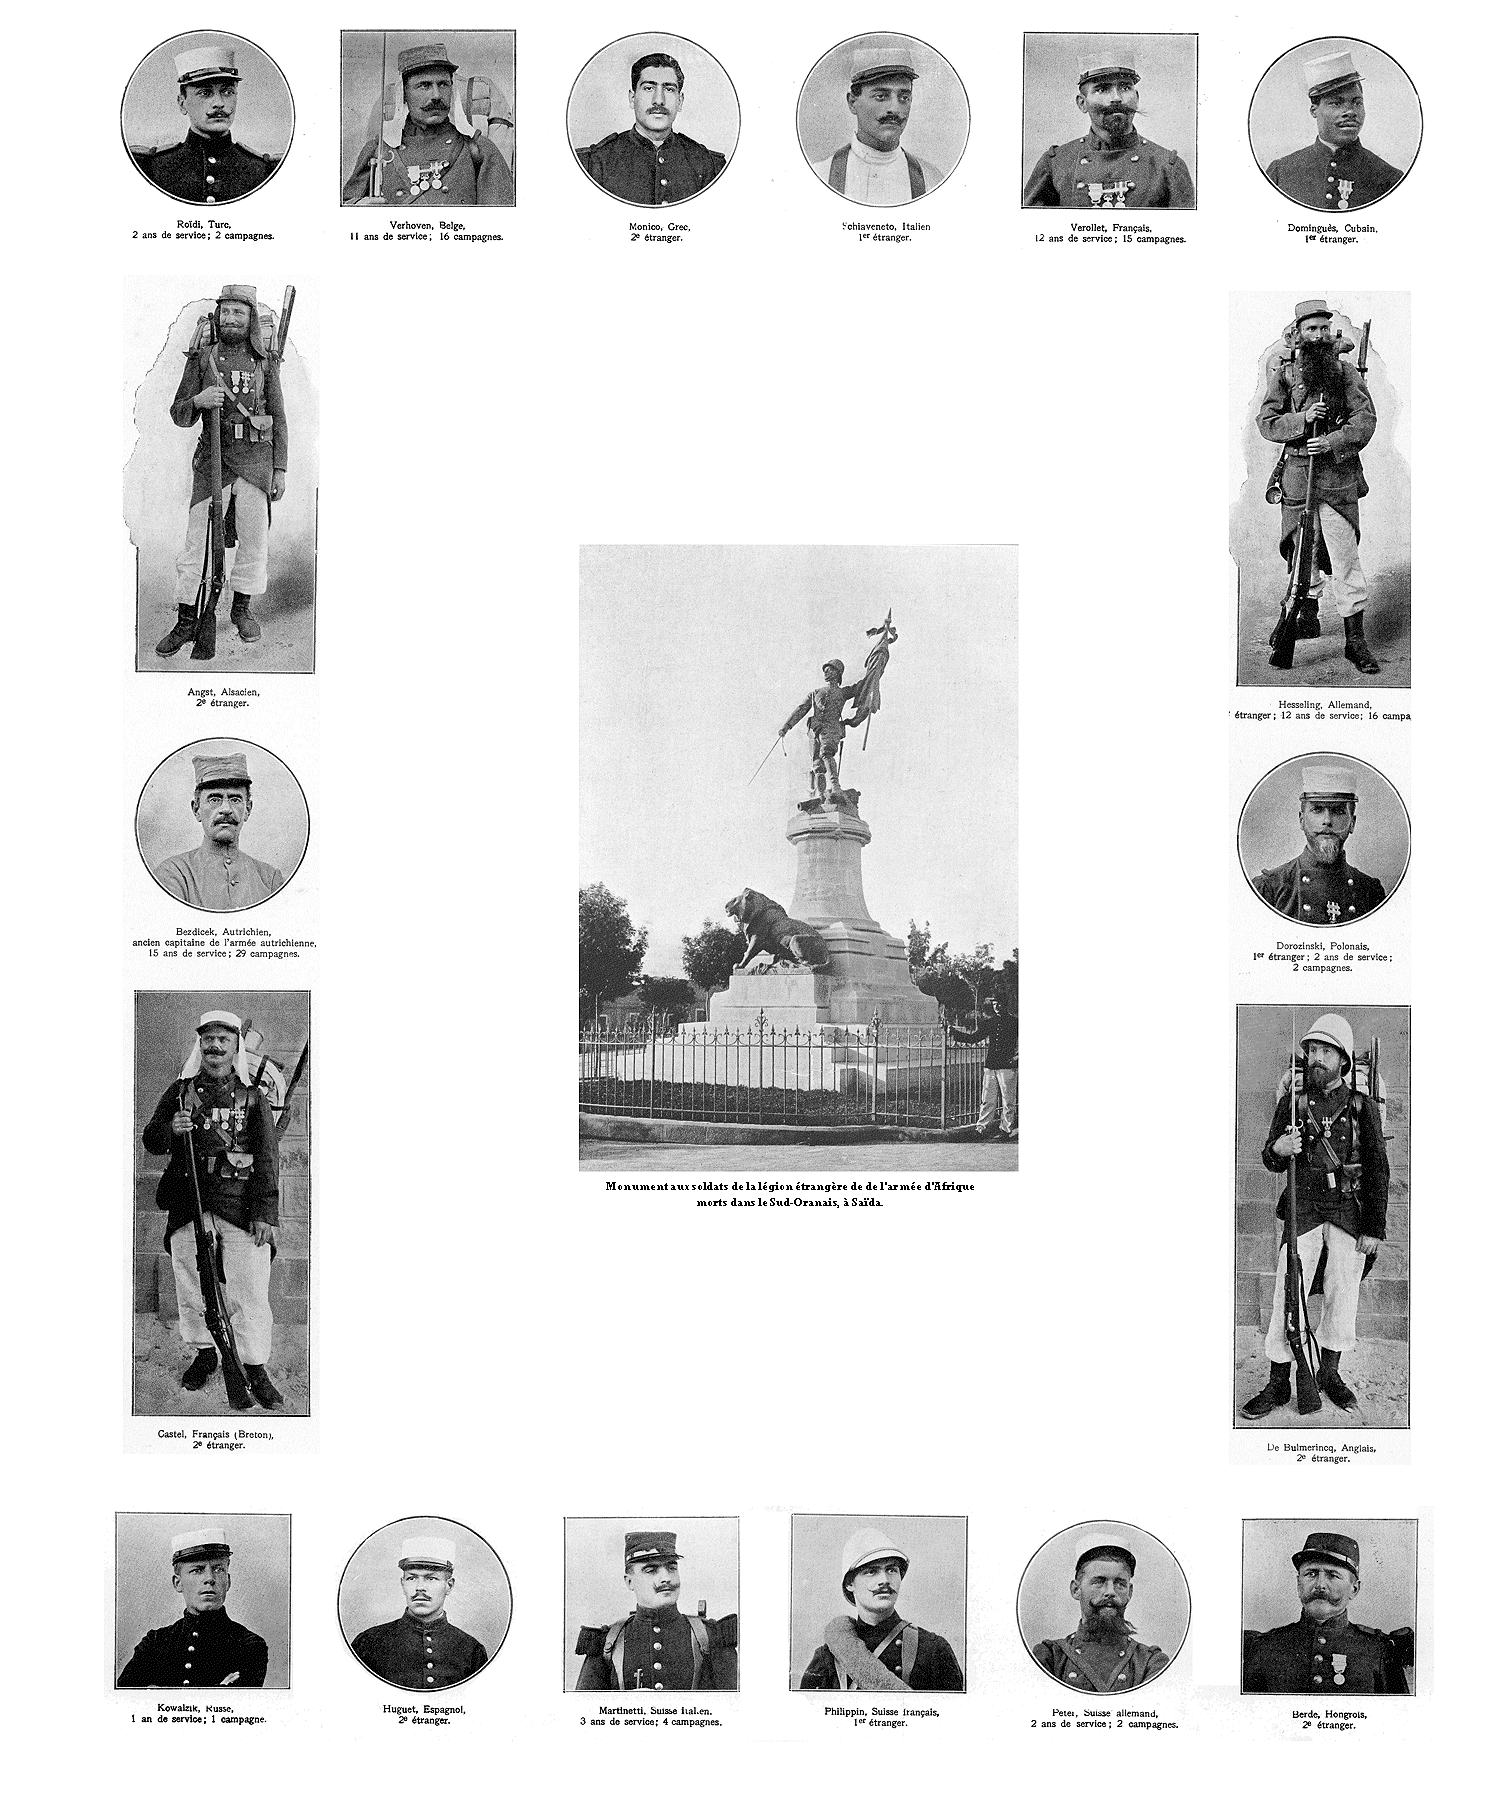 Roïdi, Turc,
2 ans de service; 2 campagnes.
Verhoven, Belge,
11 ans de service; 16 campagnes.
Monico, Grec,
2e étranger.
Schiaveneto, Italien
1er étranger.
Verollet, Français,
12 ans de service; 15 campagnes.
Dominguès, Cubain,
1er étranger.
Angst, Alsacien,
2e étranger.
Hesseling, Allemand,
étranger; 12 ans de service; 16 campa
Bezdicek, Autrichien,
ancien capitaine de l'armée autrichienne,
15 ans de service; 29 campagnes.
Dorozinski, Polonais,
1er étranger; 2 ans de service;
2 campagnes.
Monument aux soldats de la légion étrangère de de l'armée d'Afrique
morts dans le Sud-Oranais, à Saïda.
Castel, Français (Breton),
2e étranger.
De Bulmerincq, Anglais,
2e étranger.
Kowalzik, Russe,
1 an de service; 1 campagne.
Huguet, Espagnol,
2e étranger.
Martinetti, Suisse italien.
3 ans de service; 4 campagnes.
Philippin, Suisse français,
1er étranger.
Peter, Suisse allemand,
2 ans de service; 2 campagnes.
Berde, Hongrois,
2e étranger.